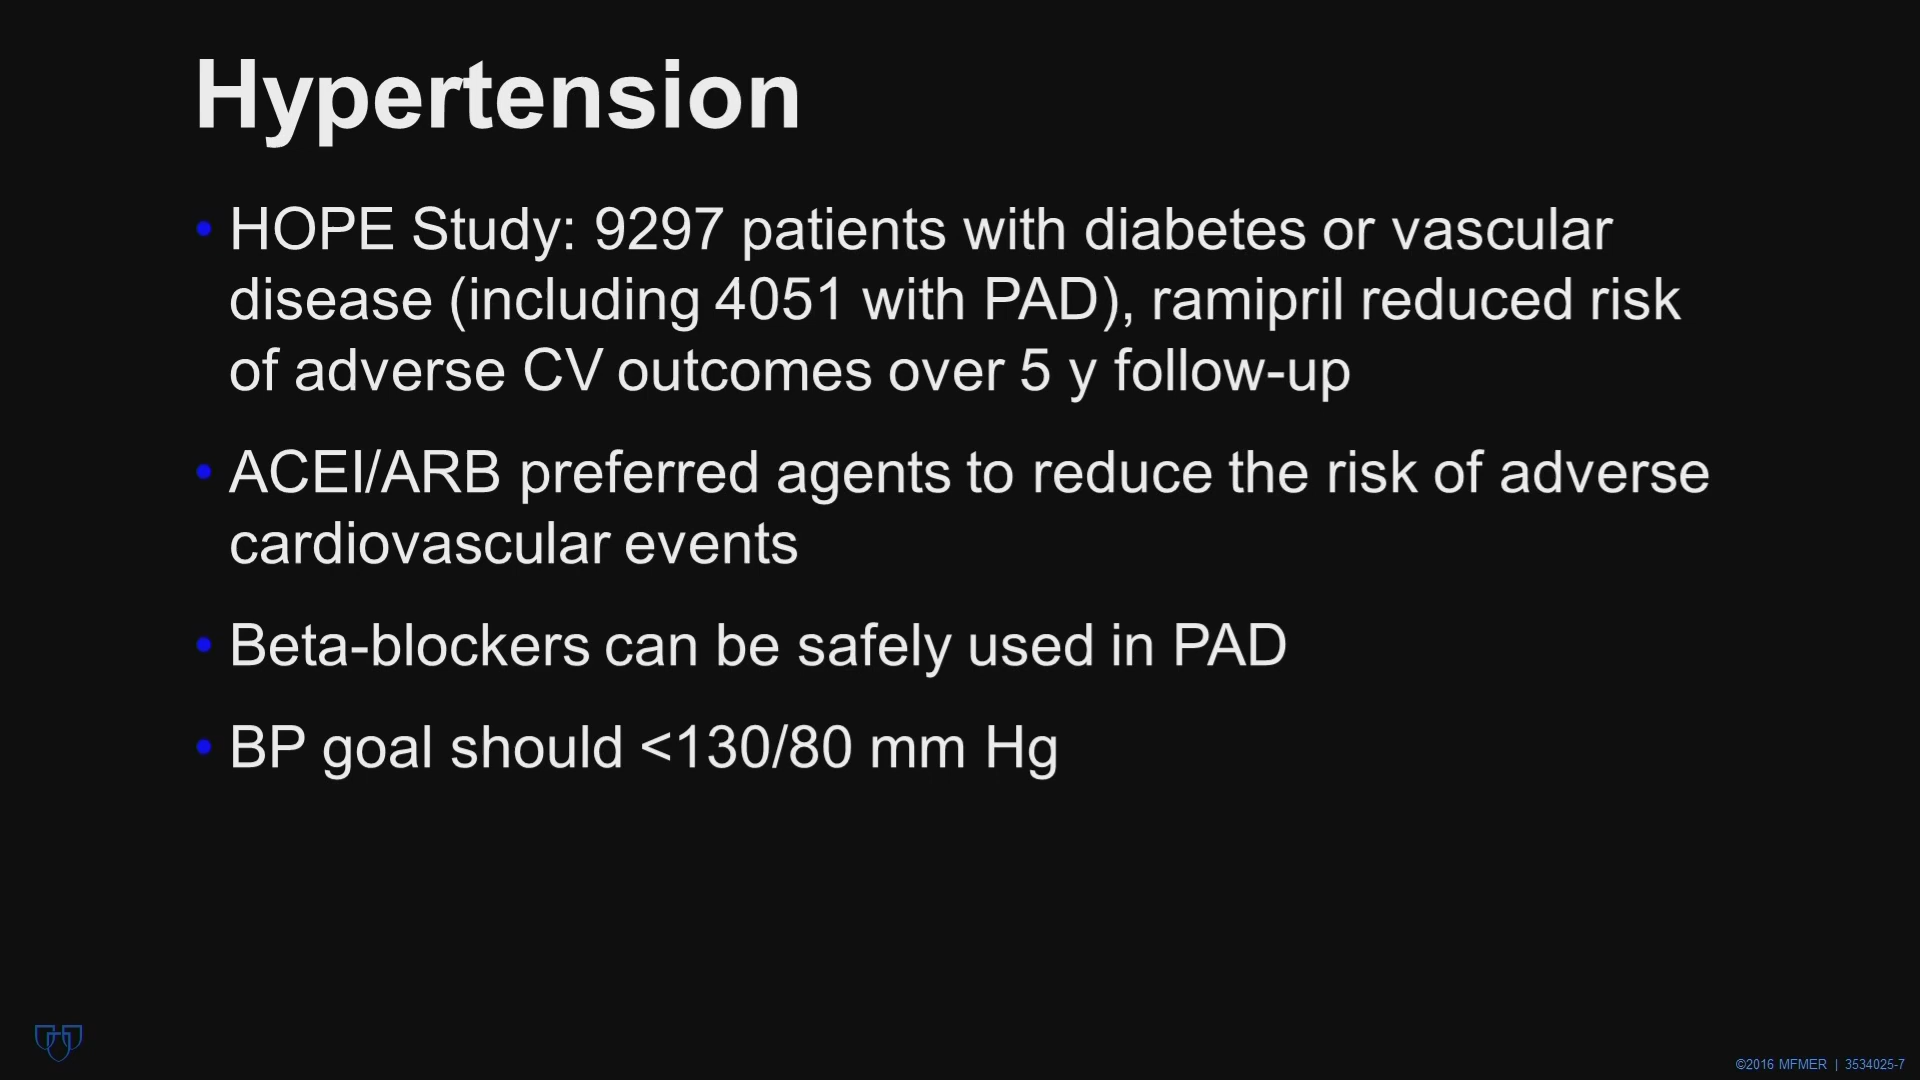 Hypertension
• HOPE Study: 9297 patients with diabetes or vascular
disease (including 4051 with PAD), ramipril reduced risk
of adverse CV outcomes over 5 y follow-up
• ACEI/ARB preferred agents to reduce the risk of adverse
cardiovascular events
• Beta-blockers can be safely used in PAD
• BP goal should <130/80 mm Hg
©2016 MFMER | 3534025-7